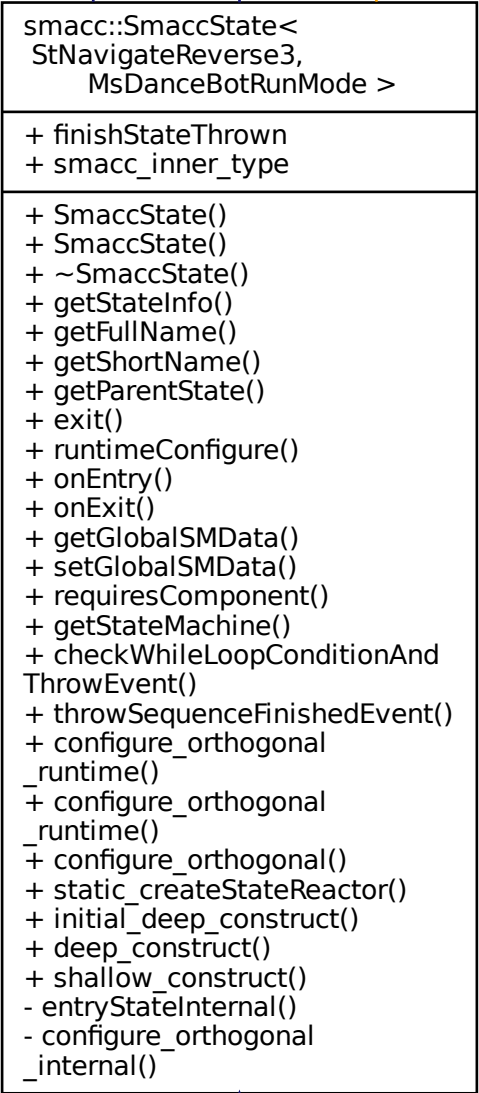 smacc::SmaccState<
StNavigateReverse3,
MsDanceBotRunMode >
+ finishStateThrown
+ smacc_inner_type
+ SmaccState()
+ SmaccState()
+ ~SmaccState()
+ getStateInfo()
+ getFullName()
+ getShortName()
+ getParentState()
+ exit()
+ runtimeConfigure()
+ onEntry()
+ onExit()
+ getGlobalSMData()
+ setGlobalSMData()
+ requiresComponent()
+ getStateMachine()
+ checkWhileLoopConditionAnd
ThrowEvent()
+ throwSequenceFinishedEvent()
+ configure_orthogonal
_runtime()
+ configure_orthogonal
_runtime()
+ configure_orthogonal()
+ static_createStateReactor()
+ initial_deep_construct()
+ deep_construct()
+ shallow_construct()
- entryStateInternal()
- configure_orthogonal
_internal()